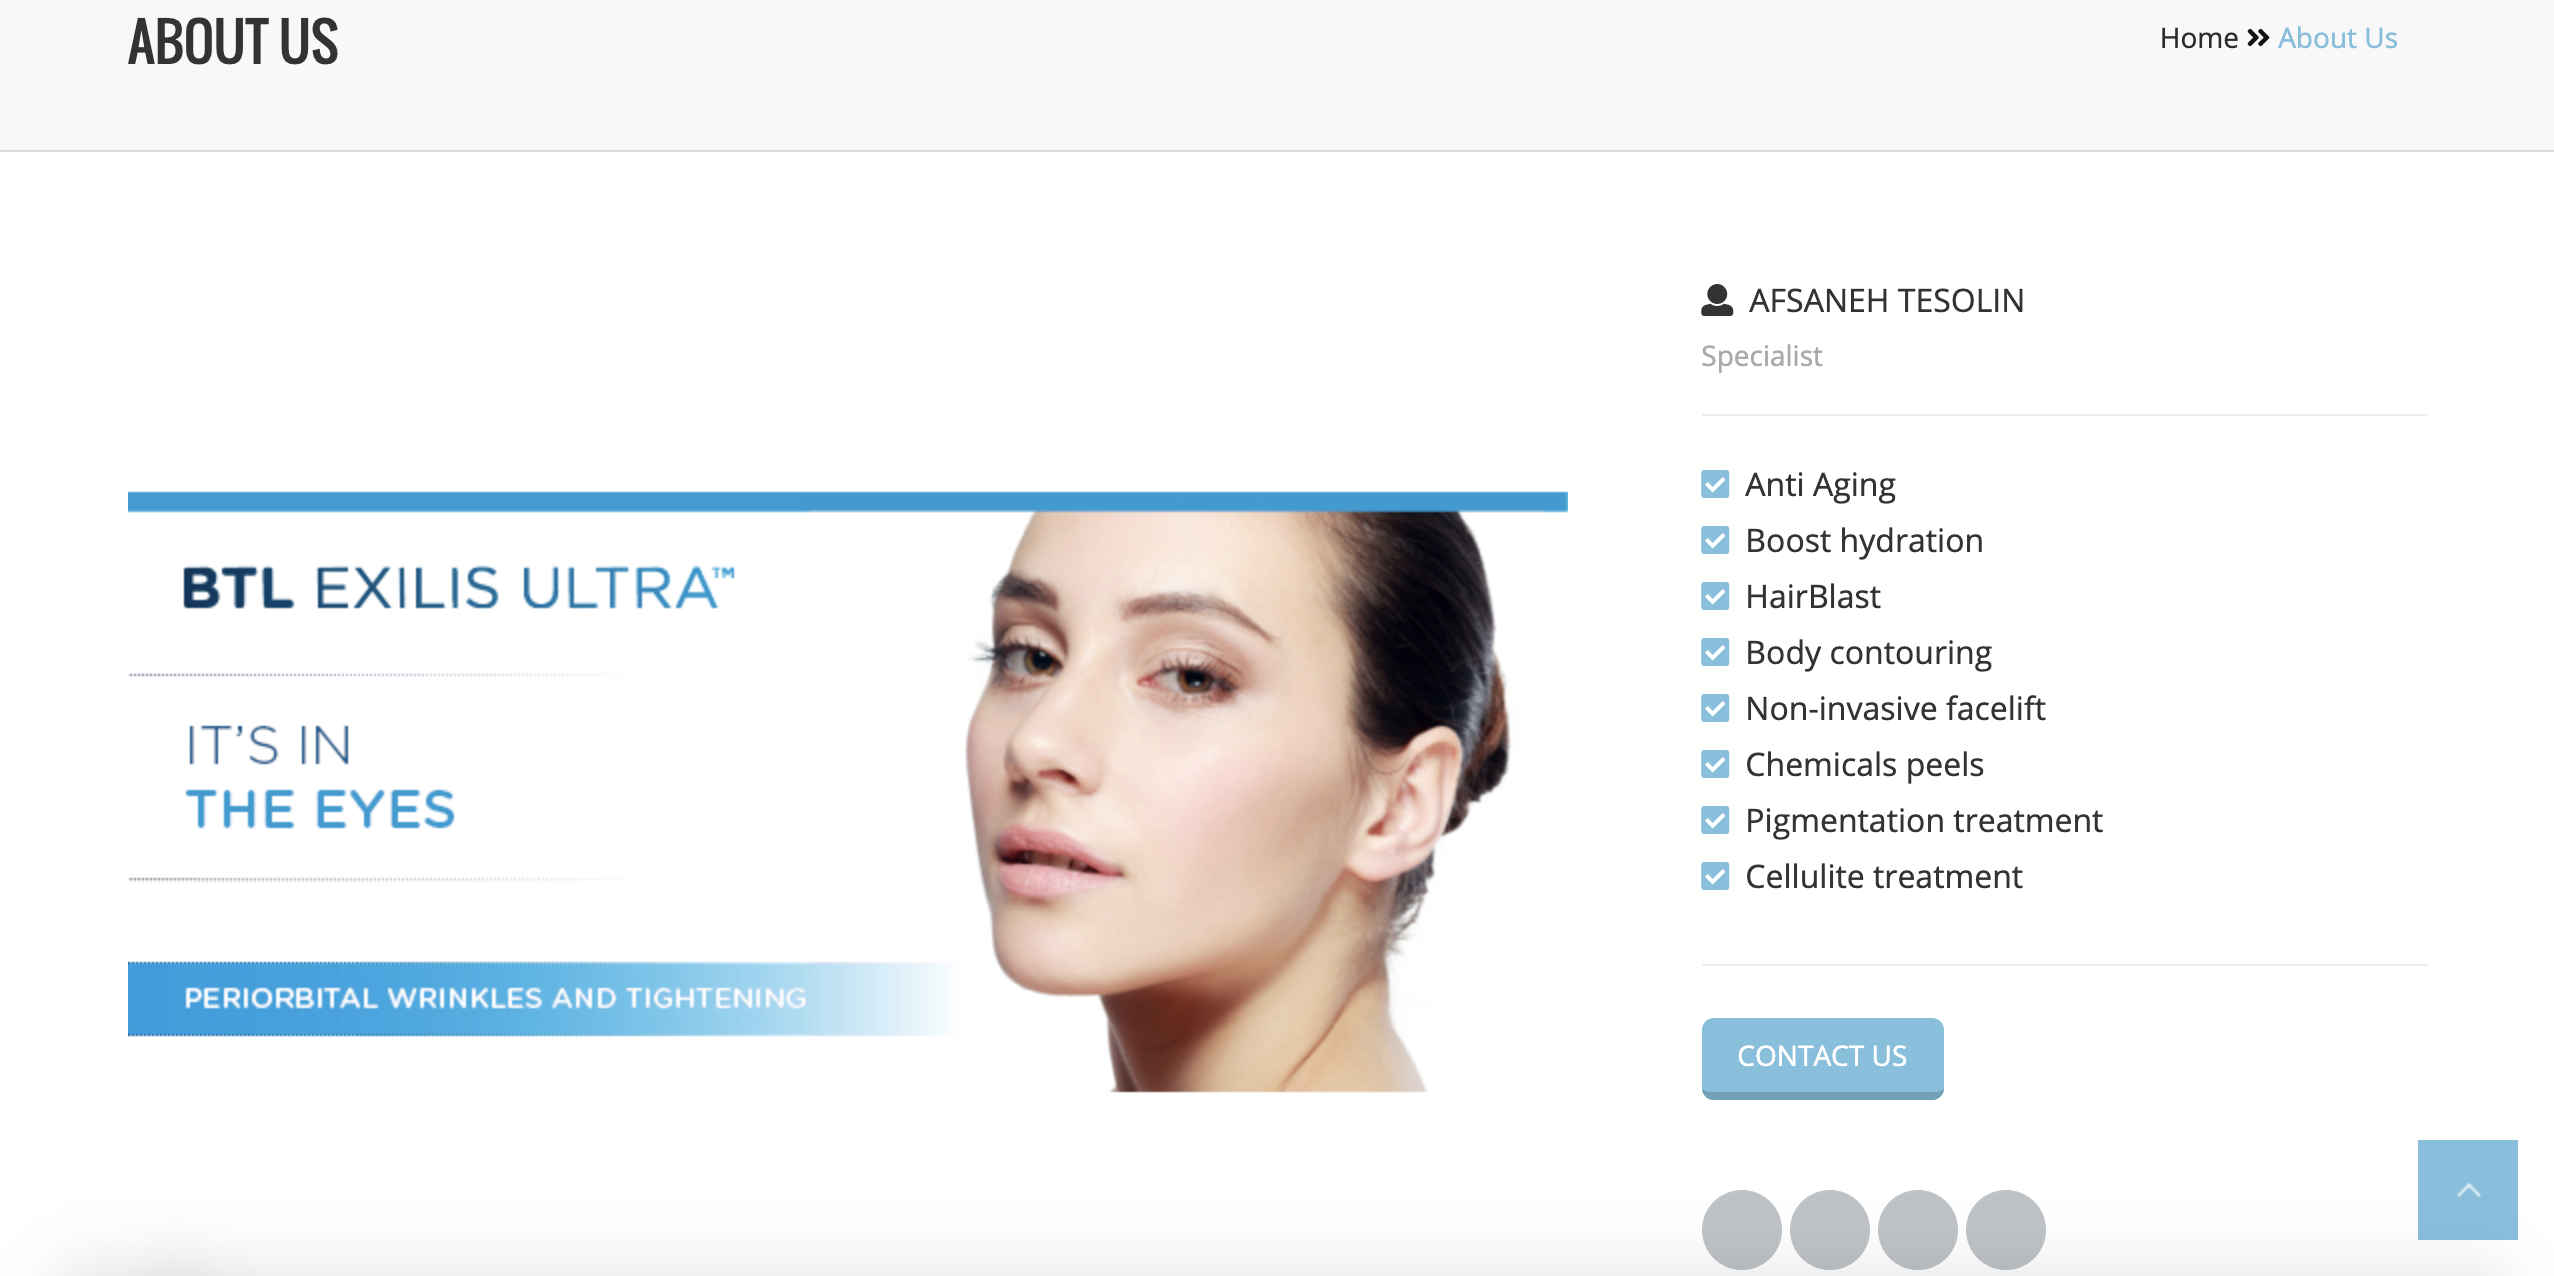 ABOUT US
Home » About Us
BTL EXILIS ULTRA™
IT'S IN
THE EYES
PERIORBITAL WRINKLES AND TIGHTENING
AFSANEH TESOLIN
Specialist
Anti Aging
Boost hydration
HairBlast
Body contouring
Non-invasive facelift
Chemicals peels
Pigmentation treatment
Cellulite treatment
CONTACT US